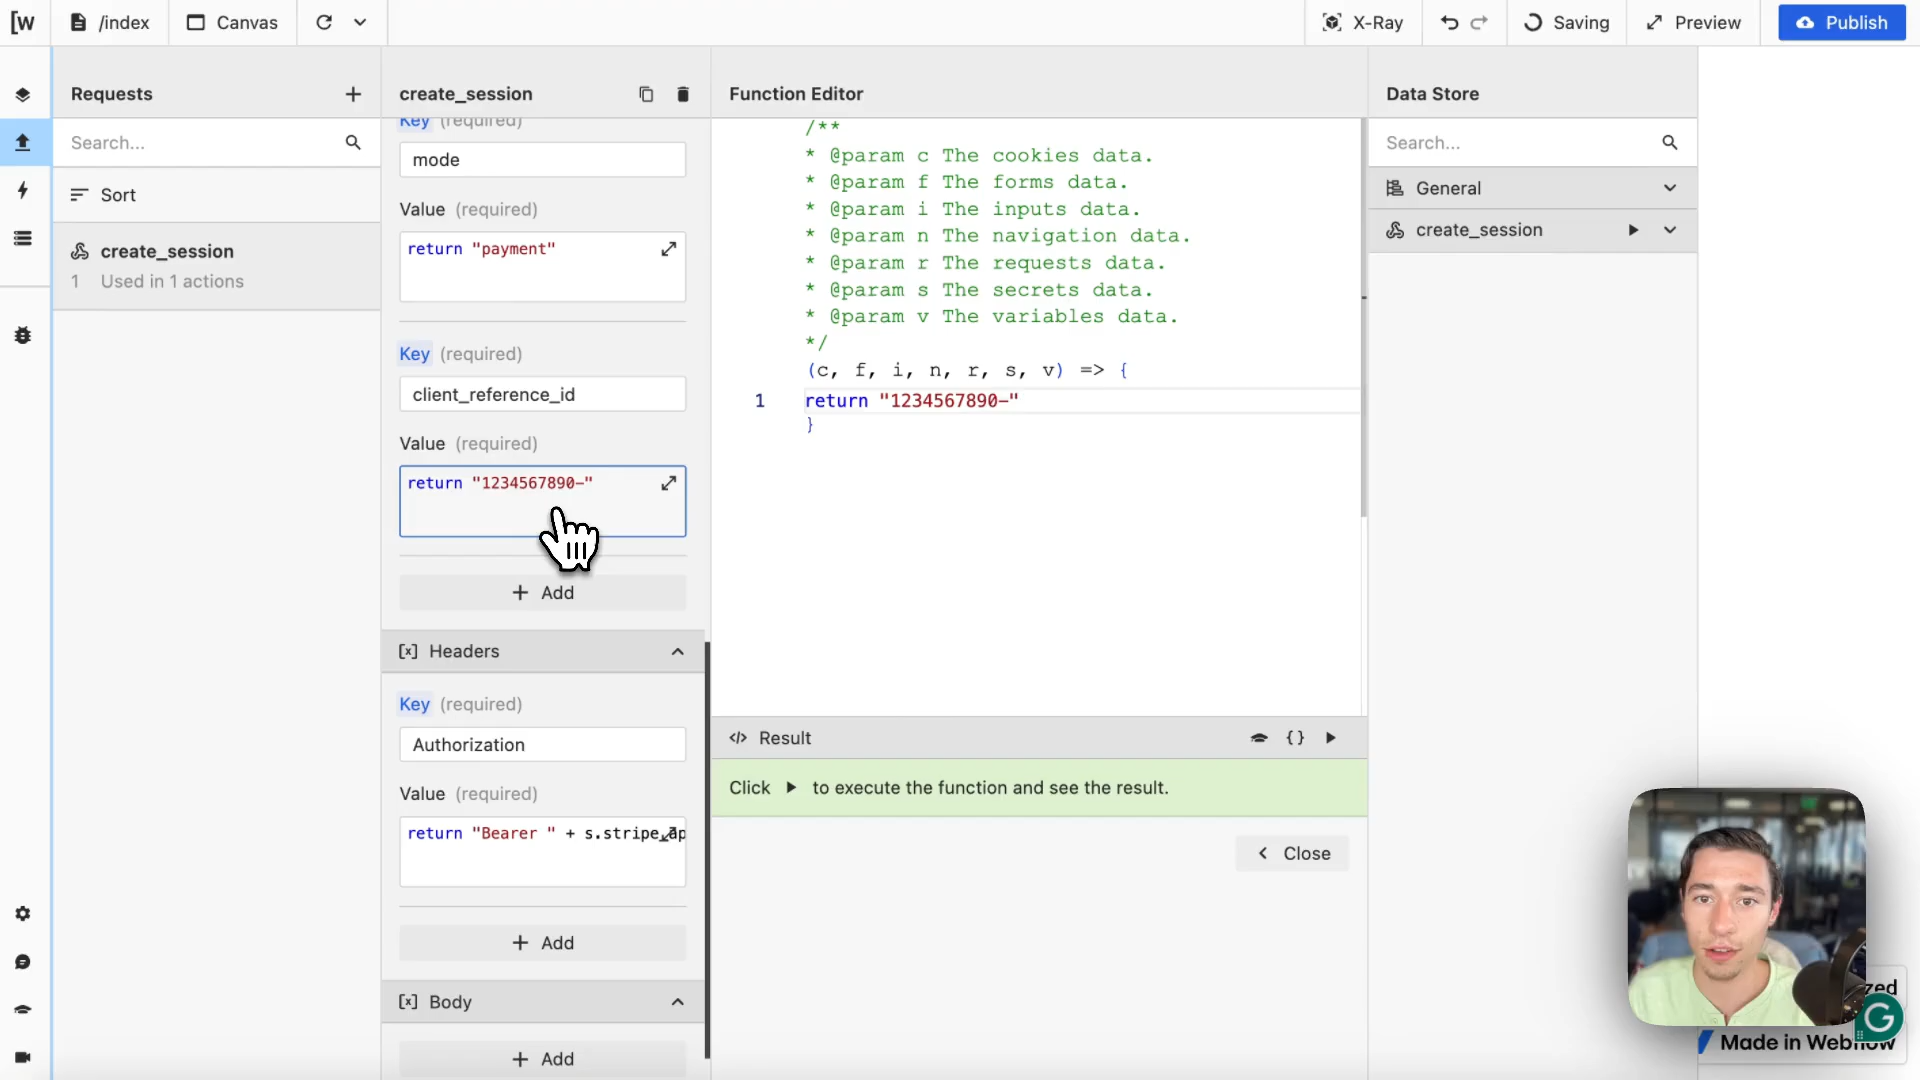 [w
/index
Canvas
X-Ray
Saving
Preview
Publish
Requests
Search...
Sort
create_session
1 Used in 1 actions
create_session
Key (required)
mode
Value (required)
return "payment"
Key (required)
client_reference_id
Value (required)
return "1234567890-"
+ Add
[x] Headers
Key (required)
Authorization
Value (required)
return "Bearer " + s.stripe_ap
+ Add
[x] Body
+ Add
Function Editor
/**
* @param c The cookies data.
* @param f The forms data.
* @param i The inputs data.
* @param n The navigation data.
* @param r The requests data.
* @param s The secrets data.
* @param v The variables data.
*/
(c, f, i, n, r, s, v) => {
1 return "1234567890-"
}
</> Result
{ }
Click ▶ to execute the function and see the result.
< Close
Data Store
Search...
General
create_session
zed
G
Made in Webflow